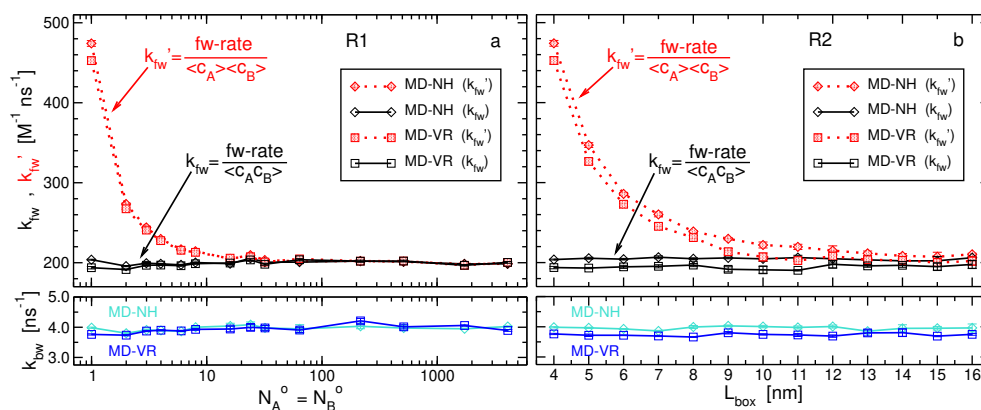 R1 a
k_fw' = fw-rate / <c_A><c_B>
MD-NH (k_fw')
MD-NH (k_fw)
MD-VR (k_fw')
MD-VR (k_fw)
k_fw = fw-rate / <c_A c_B>
k_fw , k_fw' [M⁻¹ ns⁻¹]
500
400
300
200
R2 b
k_fw' = fw-rate / <c_A><c_B>
MD-NH (k_fw')
MD-NH (k_fw)
MD-VR (k_fw')
MD-VR (k_fw)
k_fw = fw-rate / <c_A c_B>
k_bw [ns⁻¹]
5.0
4.0
3.0
MD-NH
MD-VR
1 10 100 1000
N_A° = N_B°
MD-NH
MD-VR
4 5 6 7 8 9 10 11 12 13 14 15 16
L_box [nm]